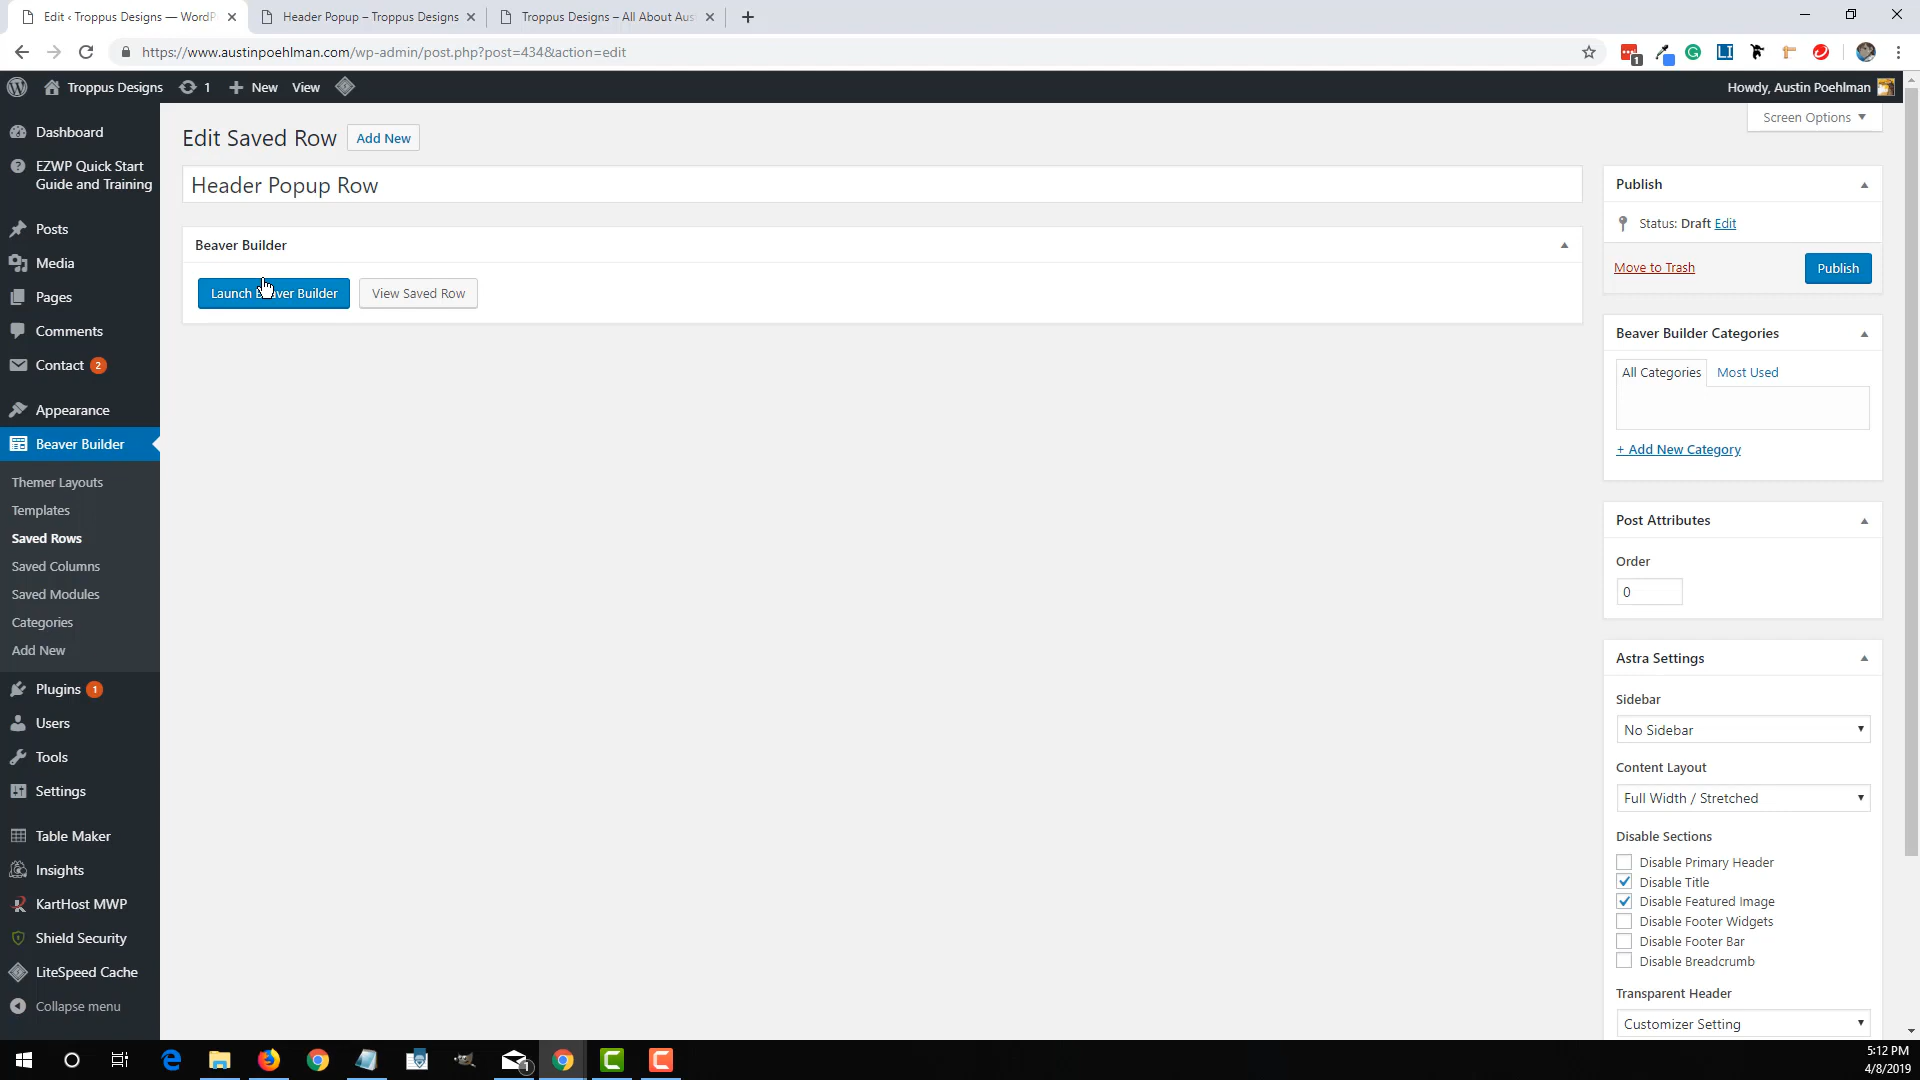 Edit ‹ Troppus Designs — WordP
Header Popup – Troppus Designs
Troppus Designs – All About Aus
https://www.austinpoehlman.com/wp-admin/post.php?post=434&action=edit
1
Troppus Designs
1
New
View
Howdy, Austin Poehlman
Dashboard
EZWP Quick Start
Guide and Training
Posts
Media
Pages
Comments
Contact 2
Appearance
Beaver Builder
Themer Layouts
Templates
Saved Rows
Saved Columns
Saved Modules
Categories
Add New
Plugins 1
Users
Tools
Settings
Table Maker
Insights
KartHost MWP
Shield Security
LiteSpeed Cache
Collapse menu
Screen Options
Edit Saved Row
Add New
Header Popup Row
Beaver Builder
Launch Beaver Builder
View Saved Row
Publish
Status: Draft Edit
Move to Trash
Publish
Beaver Builder Categories
All Categories
Most Used
+ Add New Category
Post Attributes
Order
0
Astra Settings
Sidebar
No Sidebar
Content Layout
Full Width / Stretched
Disable Sections
Disable Primary Header
Disable Title
Disable Featured Image
Disable Footer Widgets
Disable Footer Bar
Disable Breadcrumb
Transparent Header
Customizer Setting
1
5:12 PM
4/8/2019